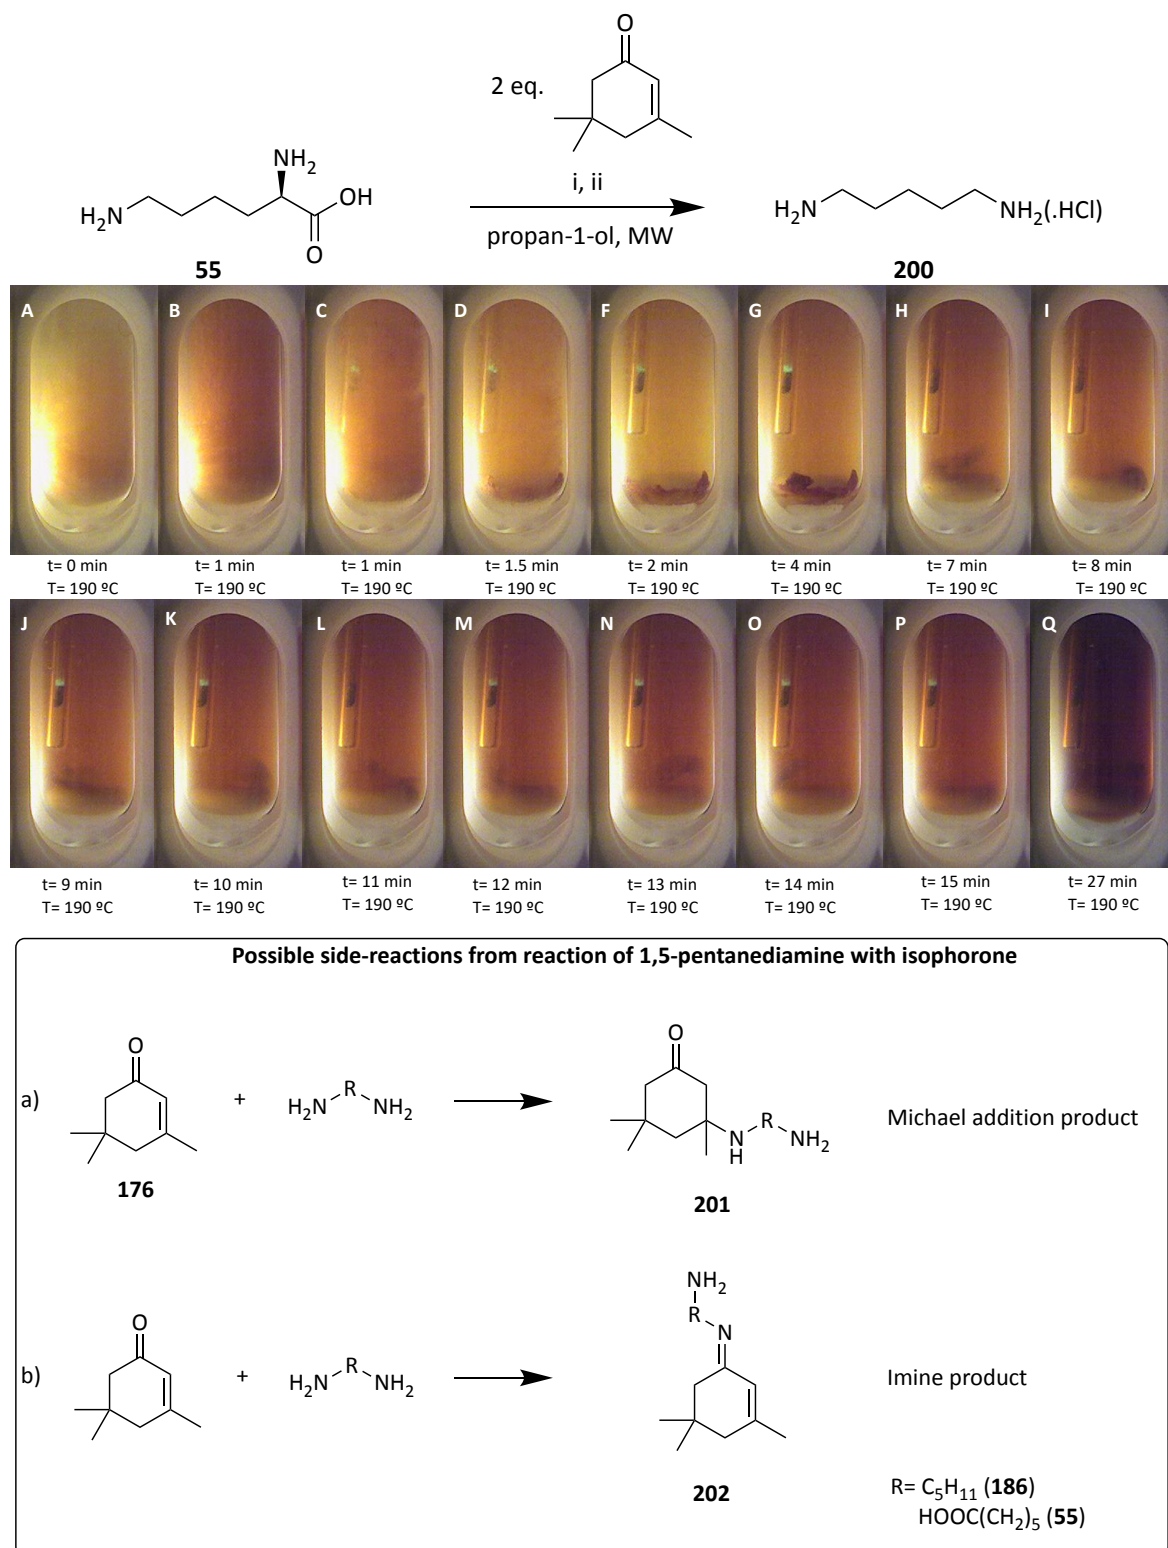 O
2 eq.
NH2
H2N
OH
O
i, ii
propan-1-ol, MW
H2N
NH2(.HCl)
55
200
A B C D F G H I
t= 0 min t= 1 min t= 1 min t= 1.5 min t= 2 min t= 4 min t= 7 min t= 8 min
T= 190 ºC T= 190 ºC T= 190 ºC T= 190 ºC T= 190 ºC T= 190 ºC T= 190 ºC T= 190 ºC
J K L M N O P Q
t= 9 min t= 10 min t= 11 min t= 12 min t= 13 min t= 14 min t= 15 min t= 27 min
T= 190 ºC T= 190 ºC T= 190 ºC T= 190 ºC T= 190 ºC T= 190 ºC T= 190 ºC T= 190 ºC
Possible side-reactions from reaction of 1,5-pentanediamine with isophorone
O
O
a)
+
H2N R NH2
N
H
R
NH2
Michael addition product
176
201
NH2
R
N
O
b)
+
H2N R NH2
Imine product
202
R= C5H11 (186)
HOOC(CH2)5 (55)